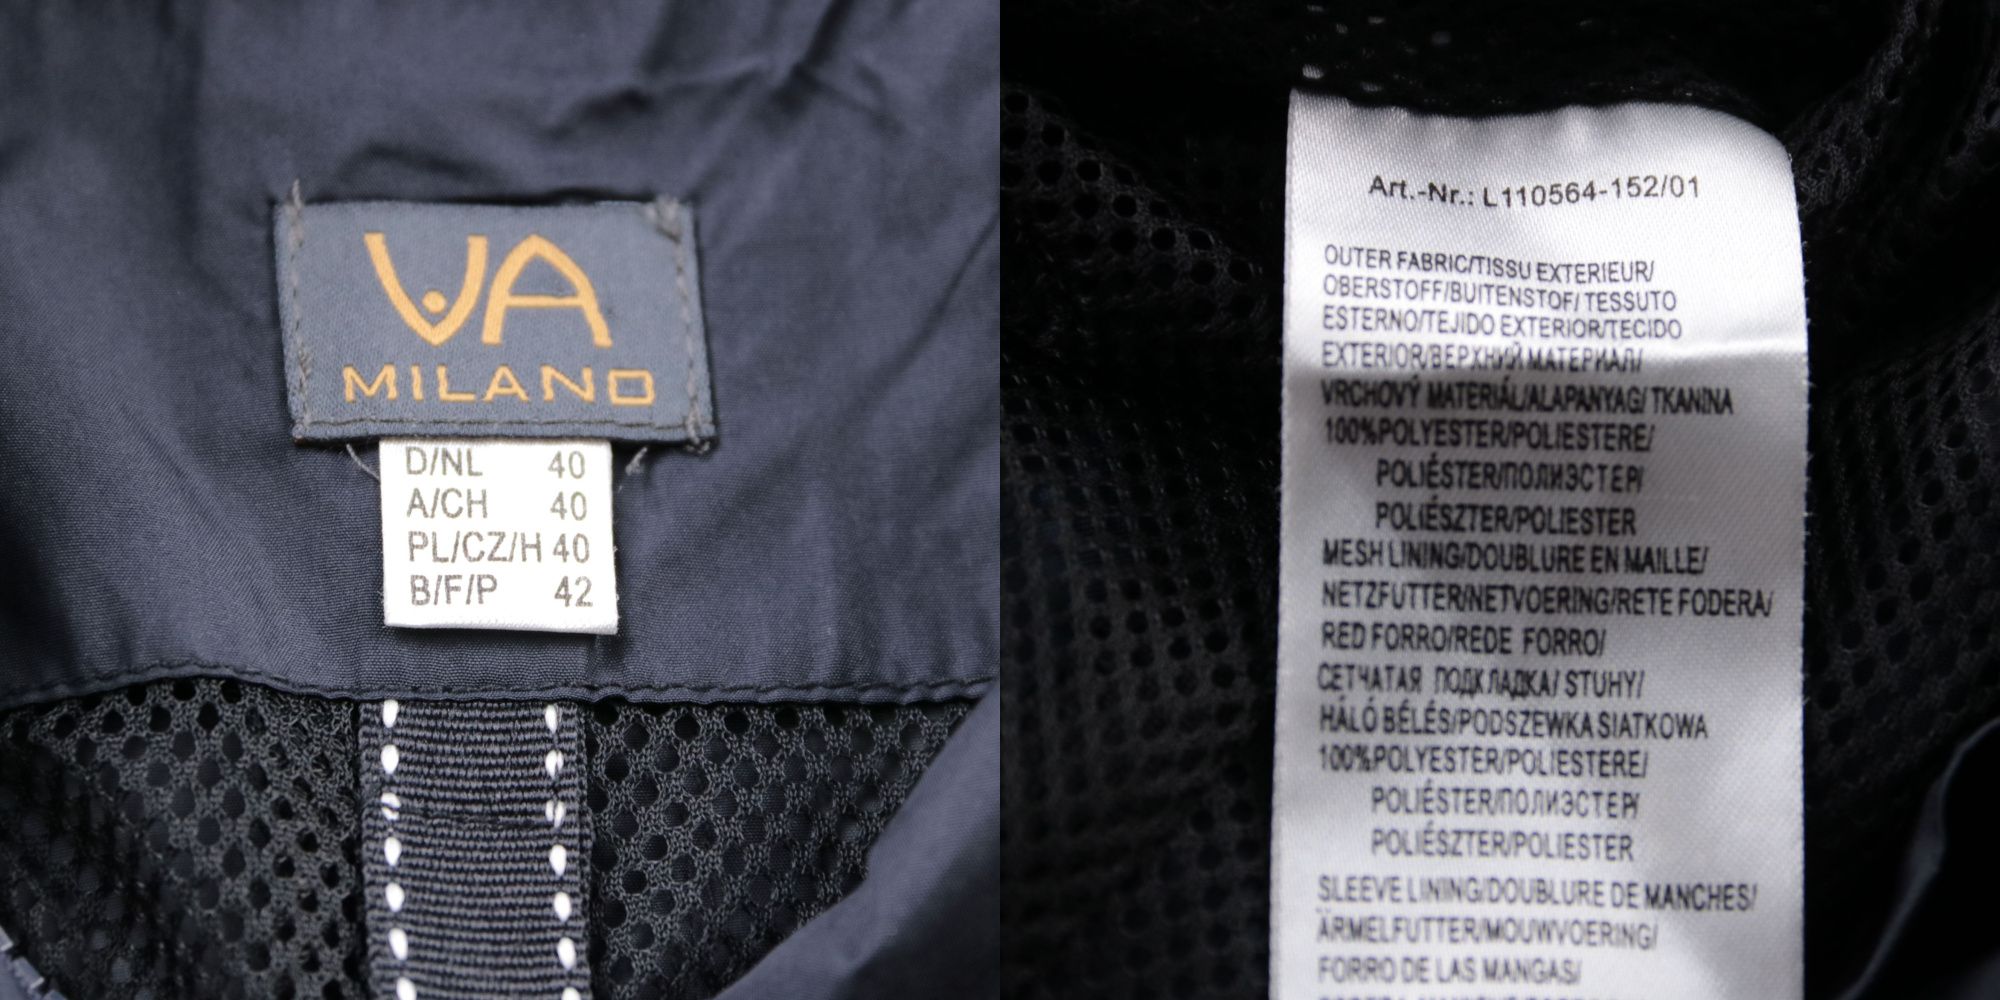 VA
MILANO
D/NL 40
A/CH 40
PL/CZ/H 40
B/F/P 42
Art.-Nr.: L110564-152/01
OUTER FABRIC/TISSU EXTERIEUR/
OBERSTOFF/BUITENSTOF/ TESSUTO
ESTERNO/TEJIDO EXTERIOR/TECIDO
EXTERIOR/ВЕРХНИЙ МАТЕРИАЛ/
VRCHOVÝ MATERIÁL/ALAPANYAG/ TKANINA
100%POLYESTER/POLIESTERE/
POLIÉSTER/ПОЛИЭСТЕР/
POLIÉSZTER/POLIESTER
MESH LINING/DOUBLURE EN MAILLE/
NETZFUTTER/NETVOERING/RETE FODERA/
RED FORRO/REDE FORRO/
СЕТЧАТАЯ ПОДКЛАДКА/ STUHY/
HÁLÓ BÉLÉS/PODSZEWKA SIATKOWA
100%POLYESTER/POLIESTERE/
POLIÉSTER/ПОЛИЭСТЕР/
POLIÉSZTER/POLIESTER
SLEEVE LINING/DOUBLURE DE MANCHES/
ÄRMELFUTTER/MOUWVOERING/
FORRO DE LAS MANGAS/